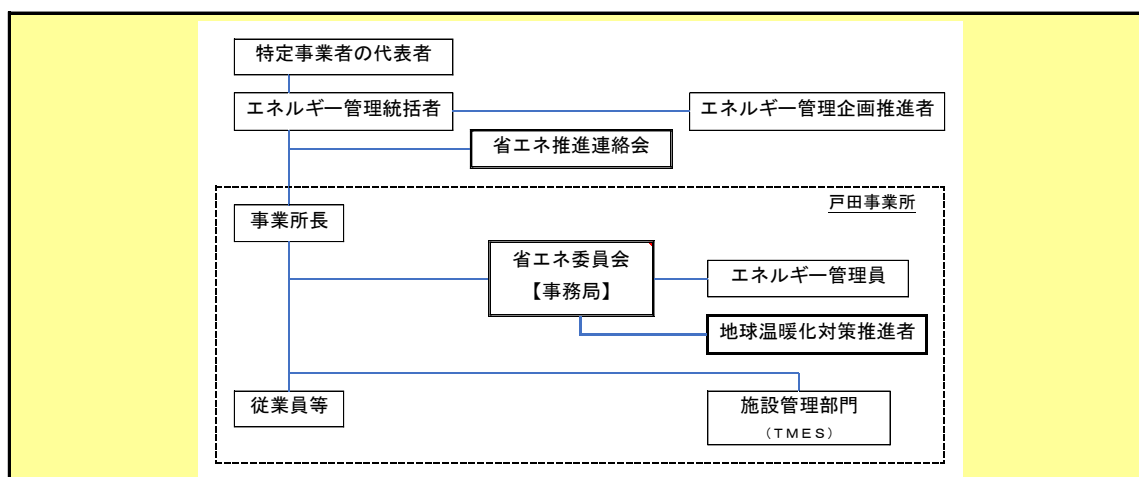 特定事業者の代表者
エネルギー管理統括者
エネルギー管理企画推進者
省エネ推進連絡会
戸田事業所
事業所長
省エネ委員会
【事務局】
エネルギー管理員
地球温暖化対策推進者
従業員等
施設管理部門
(TMES)